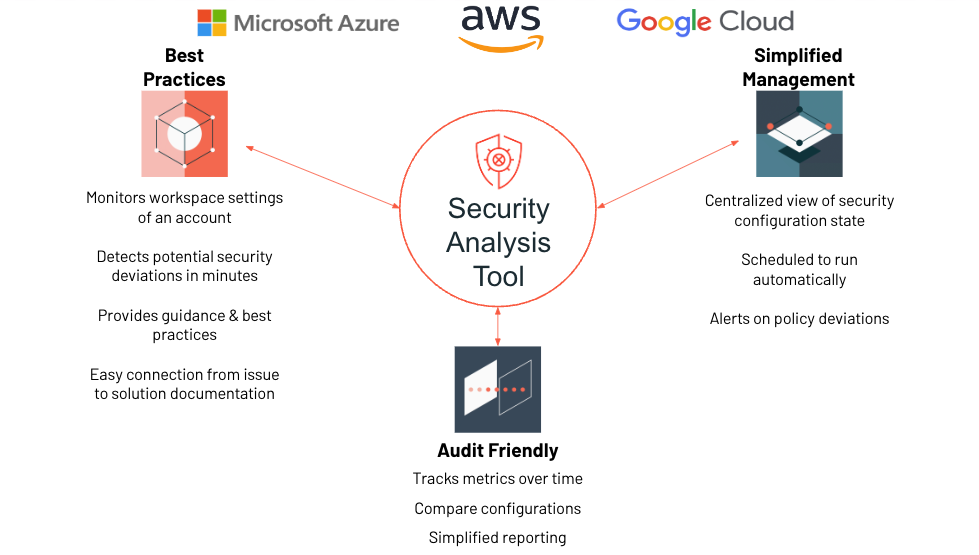 Microsoft Azure
aws
Google Cloud
Best
Practices
Monitors workspace settings
of an account
Detects potential security
deviations in minutes
Provides guidance & best
practices
Easy connection from issue
to solution documentation
Security
Analysis
Tool
Simplified
Management
Centralized view of security
configuration state
Scheduled to run
automatically
Alerts on policy deviations
Audit Friendly
Tracks metrics over time
Compare configurations
Simplified reporting